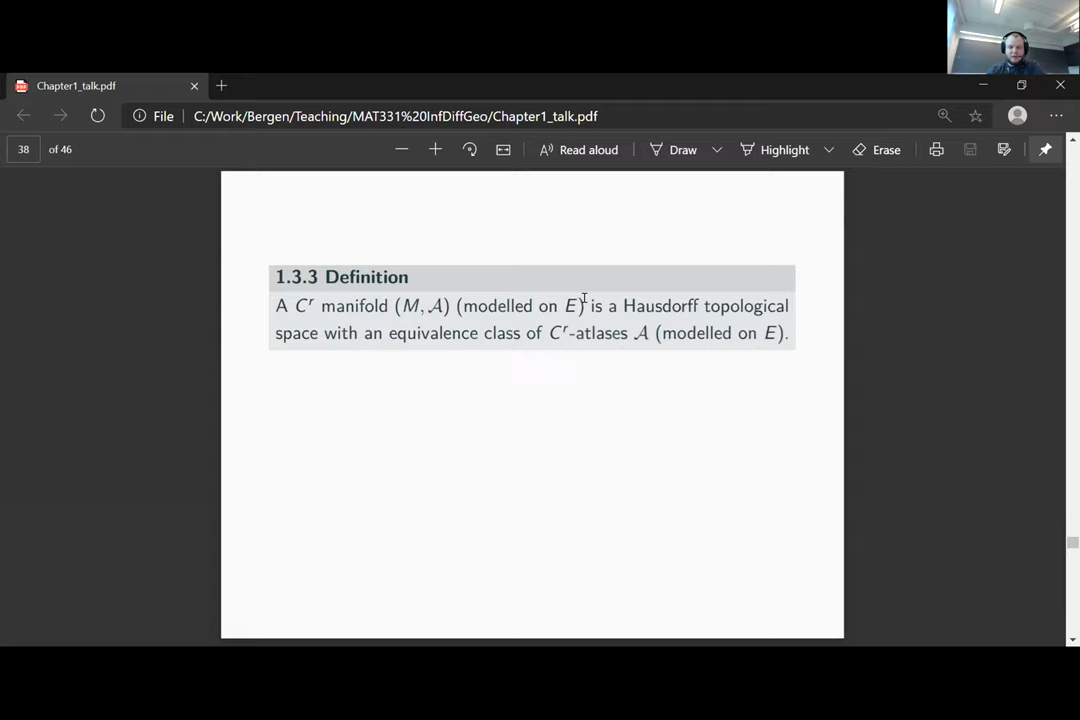 Chapter1_talk.pdf
File
C:/Work/Bergen/Teaching/MAT331%20InfDiffGeo/Chapter1_talk.pdf
38 of 46
Read aloud
Draw
Highlight
Erase
1.3.3 Definition
A Cʳ manifold (M, 𝒜) (modelled on E) is a Hausdorff topological
space with an equivalence class of Cʳ-atlases 𝒜 (modelled on E).